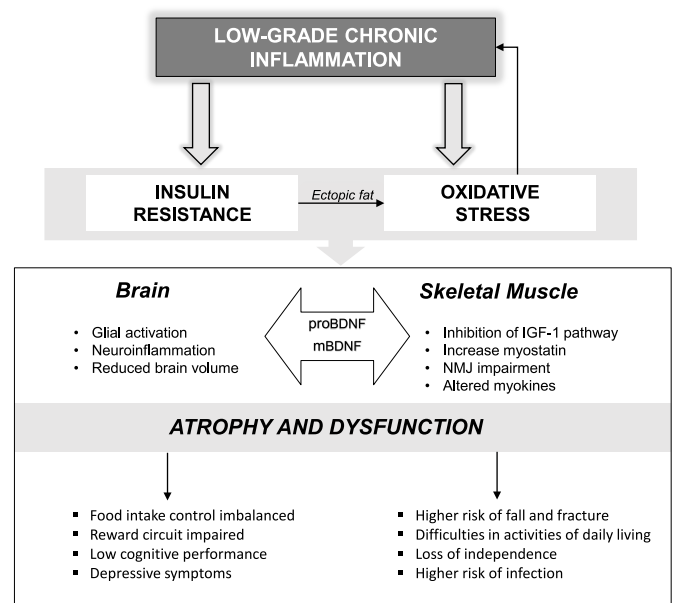 LOW-GRADE CHRONIC
INFLAMMATION
INSULIN
RESISTANCE
Ectopic fat
OXIDATIVE
STRESS
Brain
• Glial activation
• Neuroinflammation
• Reduced brain volume
proBDNF
mBDNF
Skeletal Muscle
• Inhibition of IGF-1 pathway
• Increase myostatin
• NMJ impairment
• Altered myokines
ATROPHY AND DYSFUNCTION
▪ Food intake control imbalanced
▪ Reward circuit impaired
▪ Low cognitive performance
▪ Depressive symptoms
▪ Higher risk of fall and fracture
▪ Difficulties in activities of daily living
▪ Loss of independence
▪ Higher risk of infection